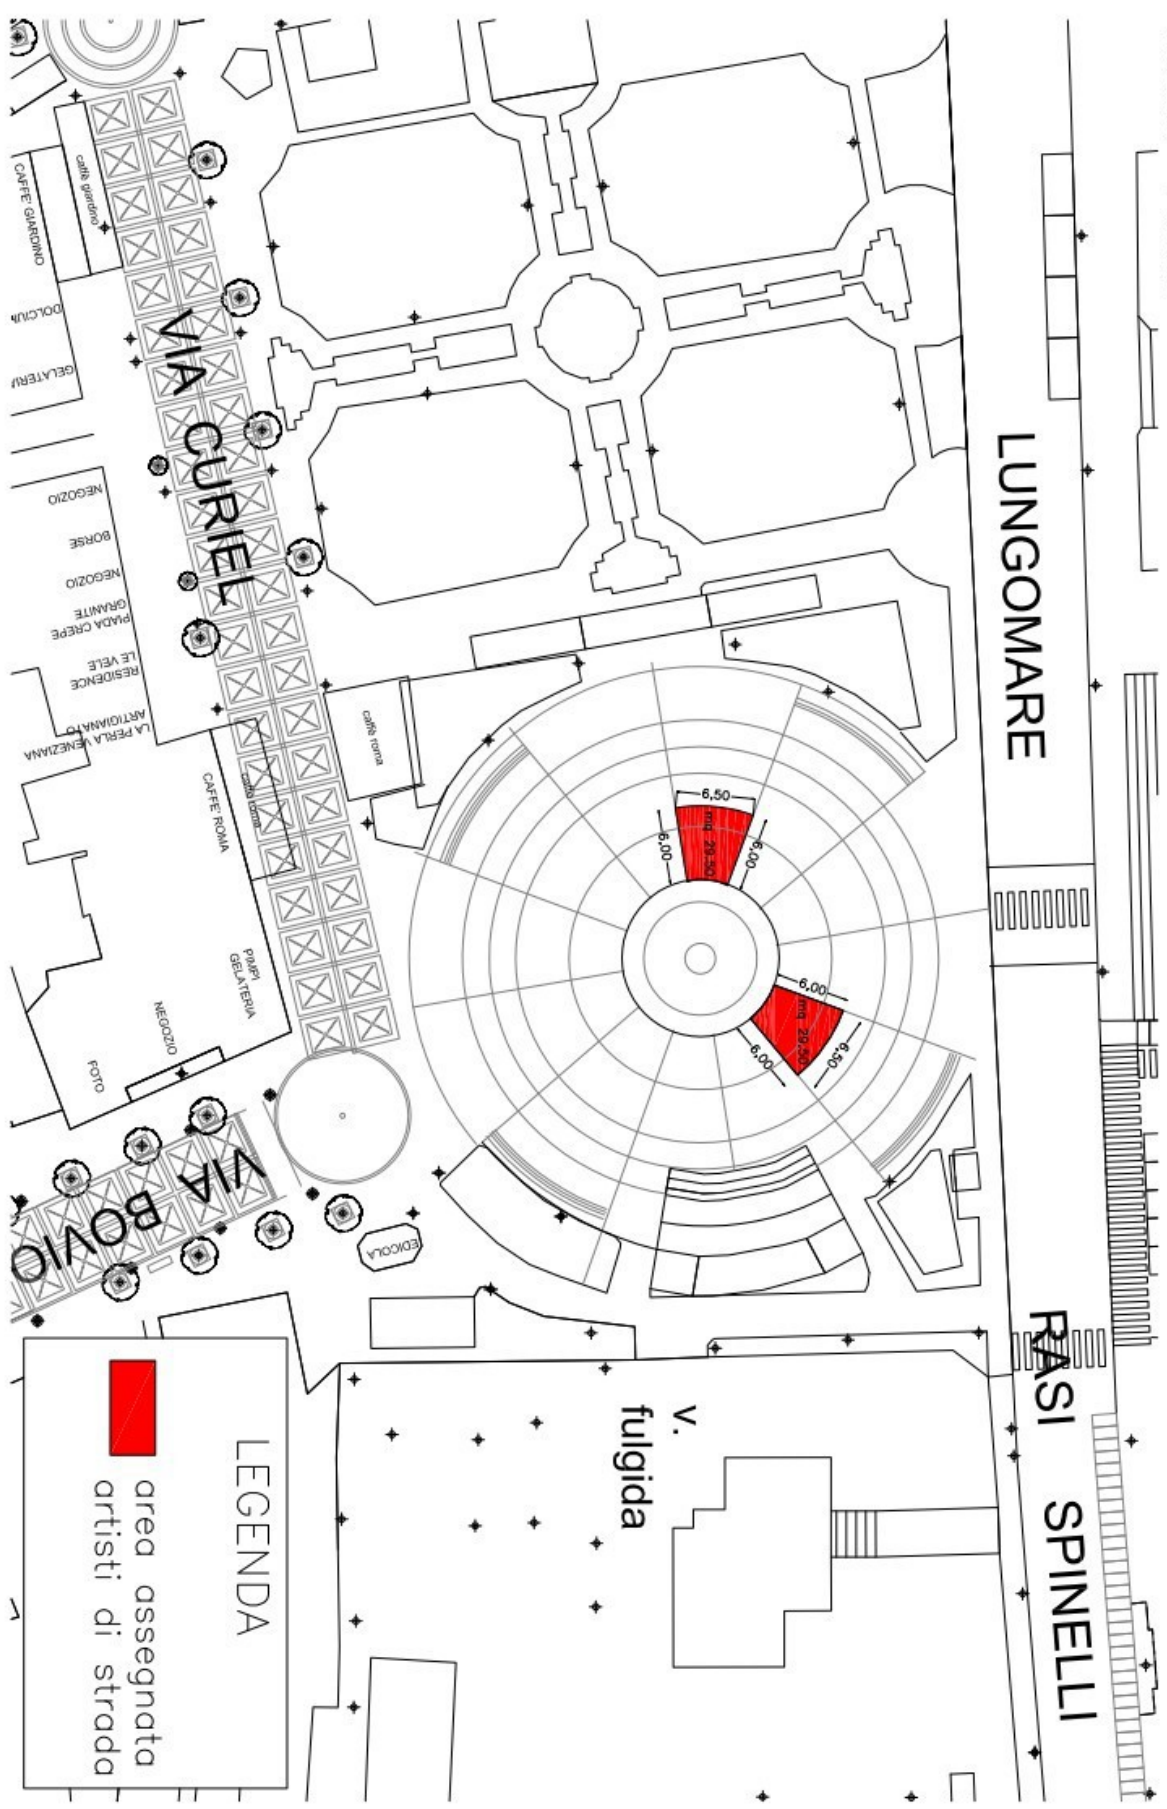 caffè giardino
CAFFE' GIARDINO
DOLCIUM
GELATERIA
VIA CURIEL
NEGOZIO
BORSE
NEGOZIO
GRANITE
PIADA CREPE
LE VELE
RESIDENCE
ARTIGIANATO
LA PERLA VENEZIANA
caffè roma
CAFFE' ROMA
caffè roma
PIMPI
GELATERIA
NEGOZIO
FOTO
VIA BOVIO
EDICOLA
LUNGOMARE RASI SPINELLI
6,50
6,00
mq 29,50
6,00
6,00
mq 29,50
6,50
6,00
v.
fulgida
LEGENDA
area assegnata
artisti di strada